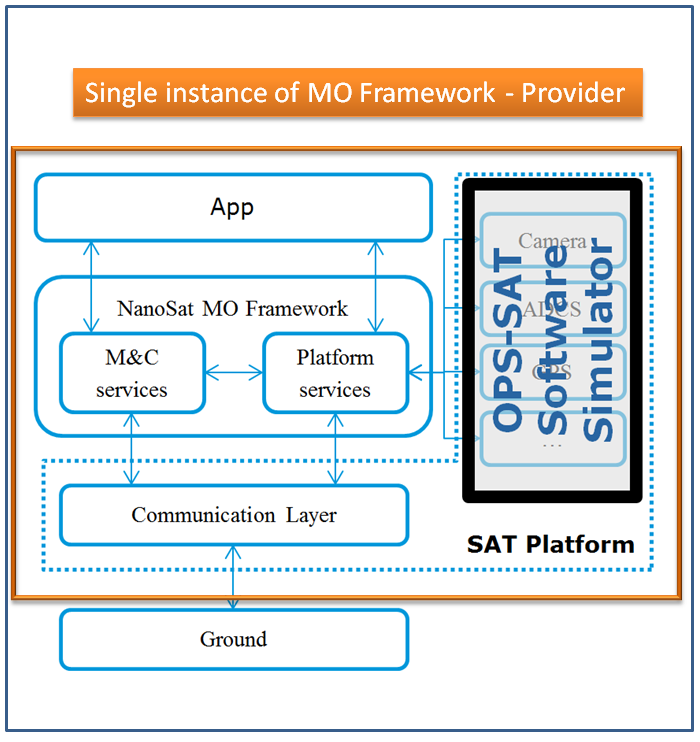 Single instance of MO Framework - Provider
App
NanoSat MO Framework
M&C
services
Platform
services
Camera
ADCS
GPS
...
OPS-SAT
Software
Simulator
Communication Layer
SAT Platform
Ground